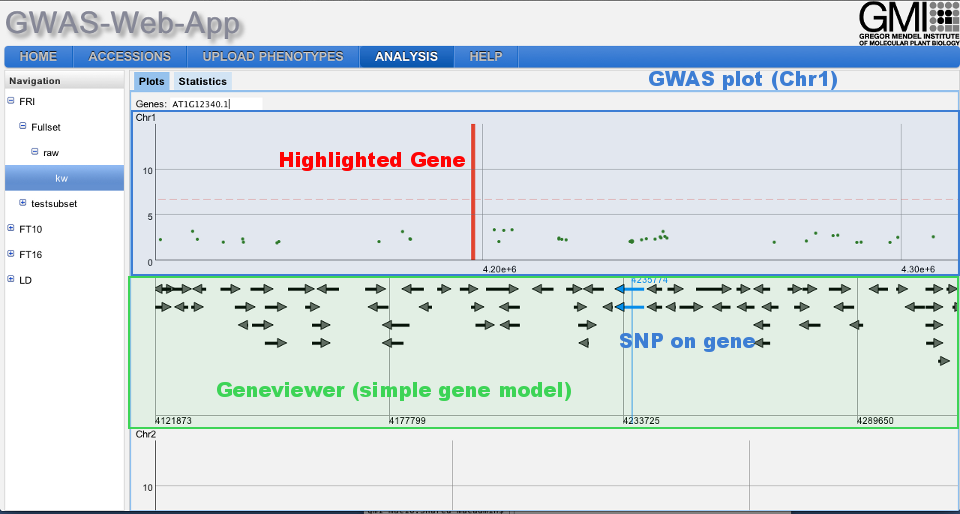 GWAS-Web-App
GMI
GREGOR MENDEL INSTITUTE
OF MOLECULAR PLANT BIOLOGY
HOME ACCESSIONS UPLOAD PHENOTYPES ANALYSIS HELP
Navigation
FRI
Fullset
raw
kw
testsubset
FT10
FT16
LD
Plots Statistics
GWAS plot (Chr1)
Genes: AT1G12340.1
Chr1
Highlighted Gene
10
5
0
4.20e+6 4.30e+6
4235774
SNP on gene
Geneviewer (simple gene model)
4121873 4177799 4233725 4289650
Chr2
10